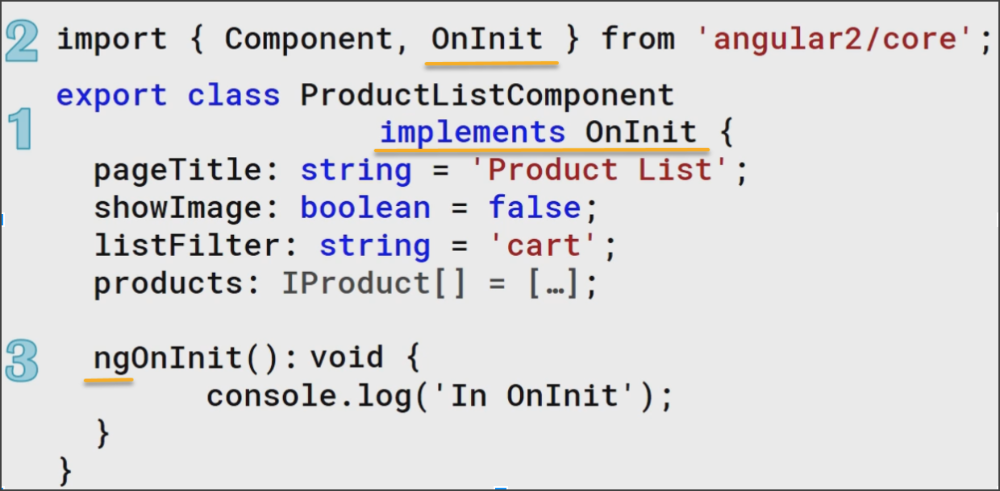 2 import { Component, OnInit } from 'angular2/core';
export class ProductListComponent
1 implements OnInit {
pageTitle: string = 'Product List';
showImage: boolean = false;
listFilter: string = 'cart';
products: IProduct[] = […];
3 ngOnInit(): void {
console.log('In OnInit');
}
}